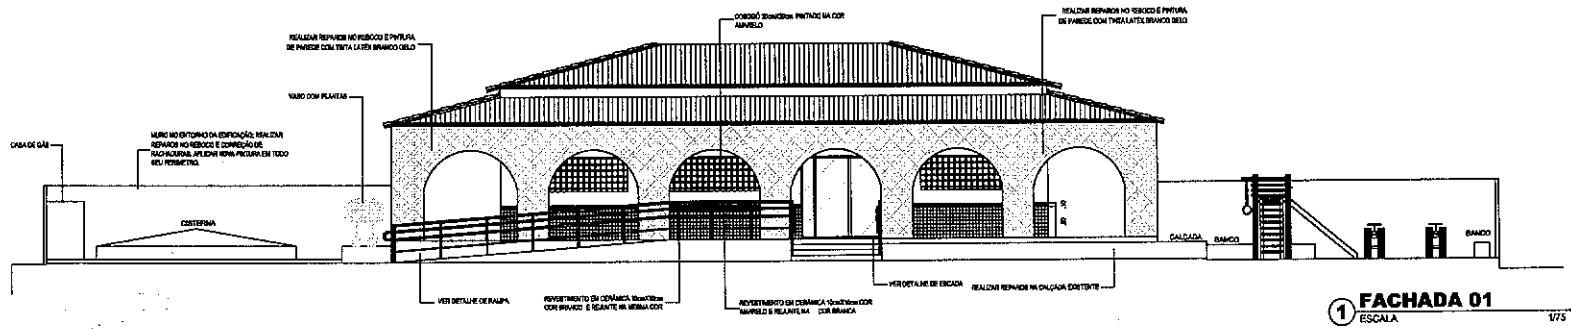 COBOGÓ 20cmX20cm PINTADO NA COR
AMARELO
REALIZAR REPAROS NO REBOCO E PINTURA
DE PAREDE COM TINTA LATÉX BRANCO GELO
REALIZAR REPAROS NO REBOCO E PINTURA
DE PAREDE COM TINTA LATÉX BRANCO GELO
VASO COM PLANTAS
CASA DE GÁS
MURO NO ENTORNO DA EDIFICAÇÃO; REALIZAR
REPAROS NO REBOCO E CORREÇÃO DE
RACHADURAS. APLICAR NOVA PINTURA EM TODO
SEU PERÍMETRO.
CISTERNA
CALÇADA
BANCO
BANCO
VER DETALHE DE RAMPA
REVESTIMENTO EM CERÂMICA 10cmX10cm
COR BRANCO E REJUNTE NA MESMA COR
REVESTIMENTO EM CERÂMICA 10cmX10cm COR
AMARELO E REJUNTE NA COR BRANCA
VER DETALHE DE ESCADA
REALIZAR REPAROS NA CALÇADA EXISTENTE
1 FACHADA 01
ESCALA 1/75